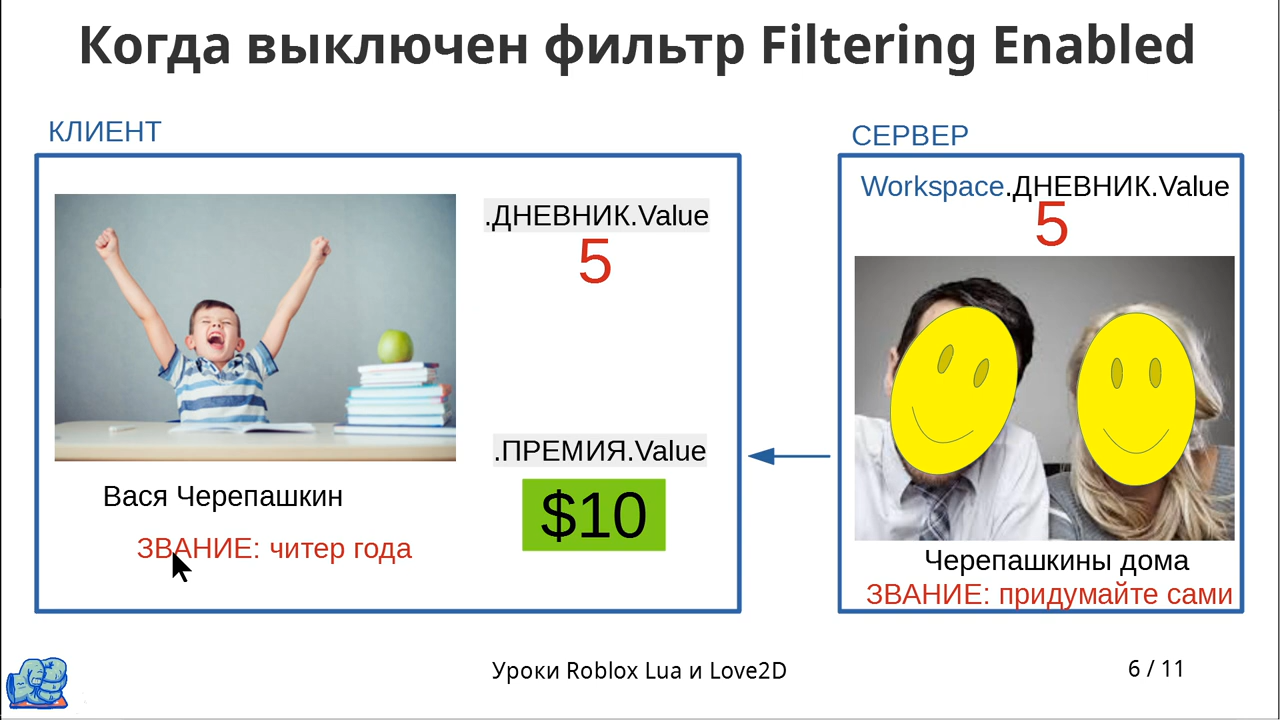 Когда выключен фильтр Filtering Enabled
КЛИЕНТ
.ДНЕВНИК.Value
5
.ПРЕМИЯ.Value
$10
Вася Черепашкин
ЗВАНИЕ: читер года
СЕРВЕР
Workspace.ДНЕВНИК.Value
5
Черепашкины дома
ЗВАНИЕ: придумайте сами
Уроки Roblox Lua и Love2D
6 / 11